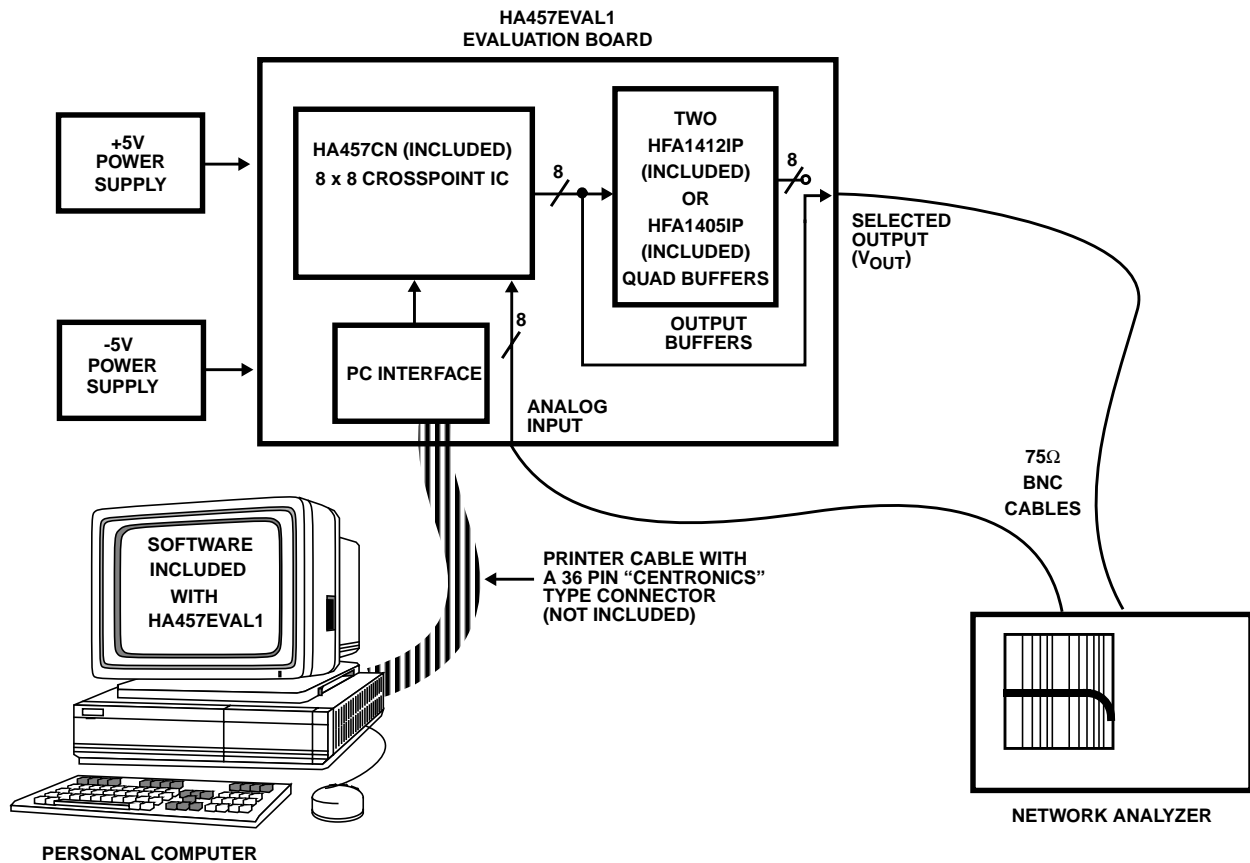 HA457EVAL1
EVALUATION BOARD
+5V
POWER
SUPPLY
HA457CN (INCLUDED)
8 x 8 CROSSPOINT IC
8
TWO
HFA1412IP
(INCLUDED)
OR
HFA1405IP
(INCLUDED)
QUAD BUFFERS
8
SELECTED
OUTPUT
(VOUT)
-5V
POWER
SUPPLY
PC INTERFACE
8
OUTPUT
BUFFERS
ANALOG
INPUT
75Ω
BNC
CABLES
SOFTWARE
INCLUDED
WITH
HA457EVAL1
PRINTER CABLE WITH
A 36 PIN “CENTRONICS”
TYPE CONNECTOR
(NOT INCLUDED)
NETWORK ANALYZER
PERSONAL COMPUTER